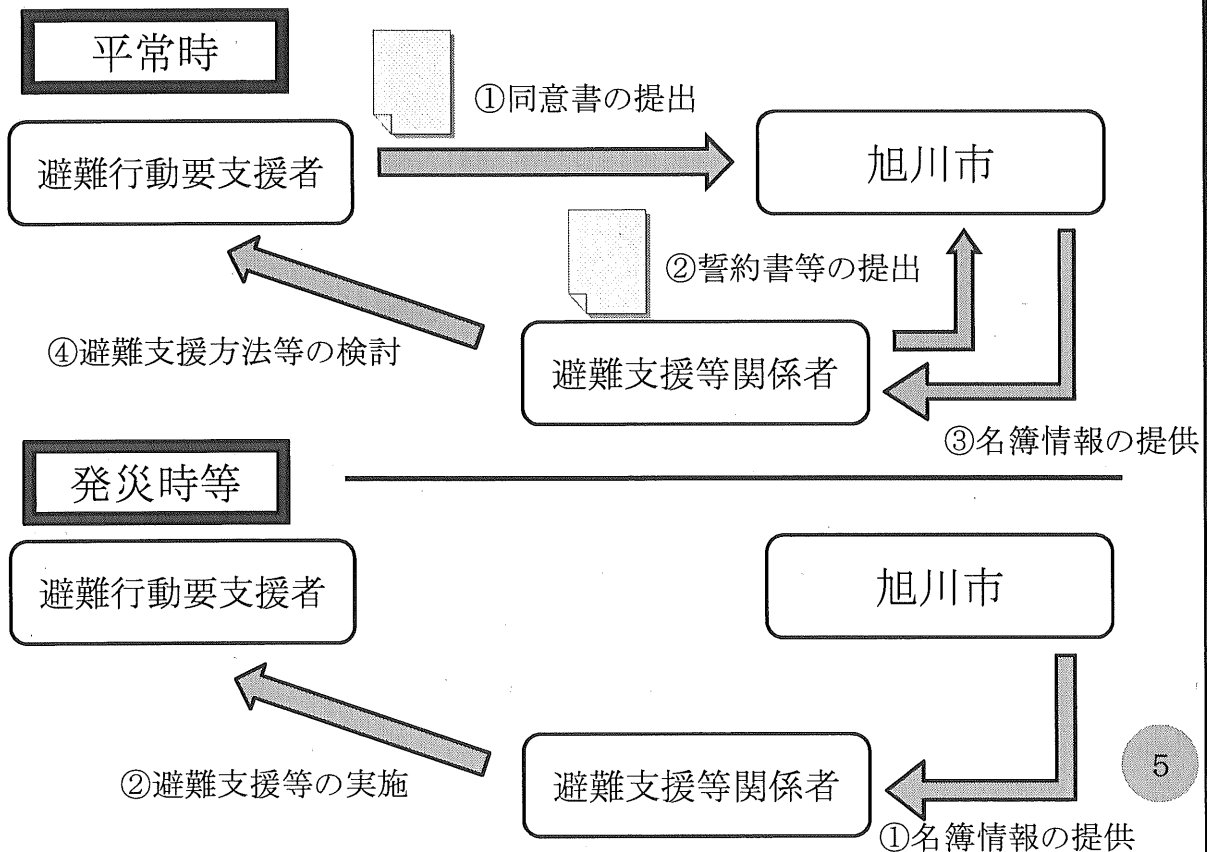 平常時
①同意書の提出
避難行動要支援者
旭川市
②誓約書等の提出
④避難支援方法等の検討
避難支援等関係者
③名簿情報の提供
発災時等
避難行動要支援者
旭川市
②避難支援等の実施
避難支援等関係者
5
①名簿情報の提供